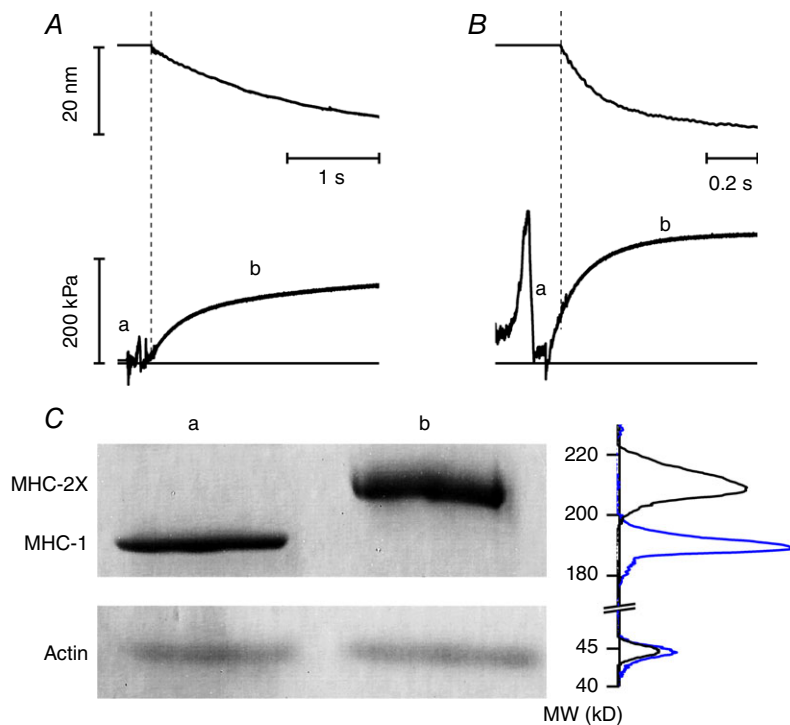 A
B
20 nm
1 s
0.2 s
200 kPa
a
b
a
b
C
a
b
MHC-2X
MHC-1
Actin
220
200
180
45
40
MW (kD)